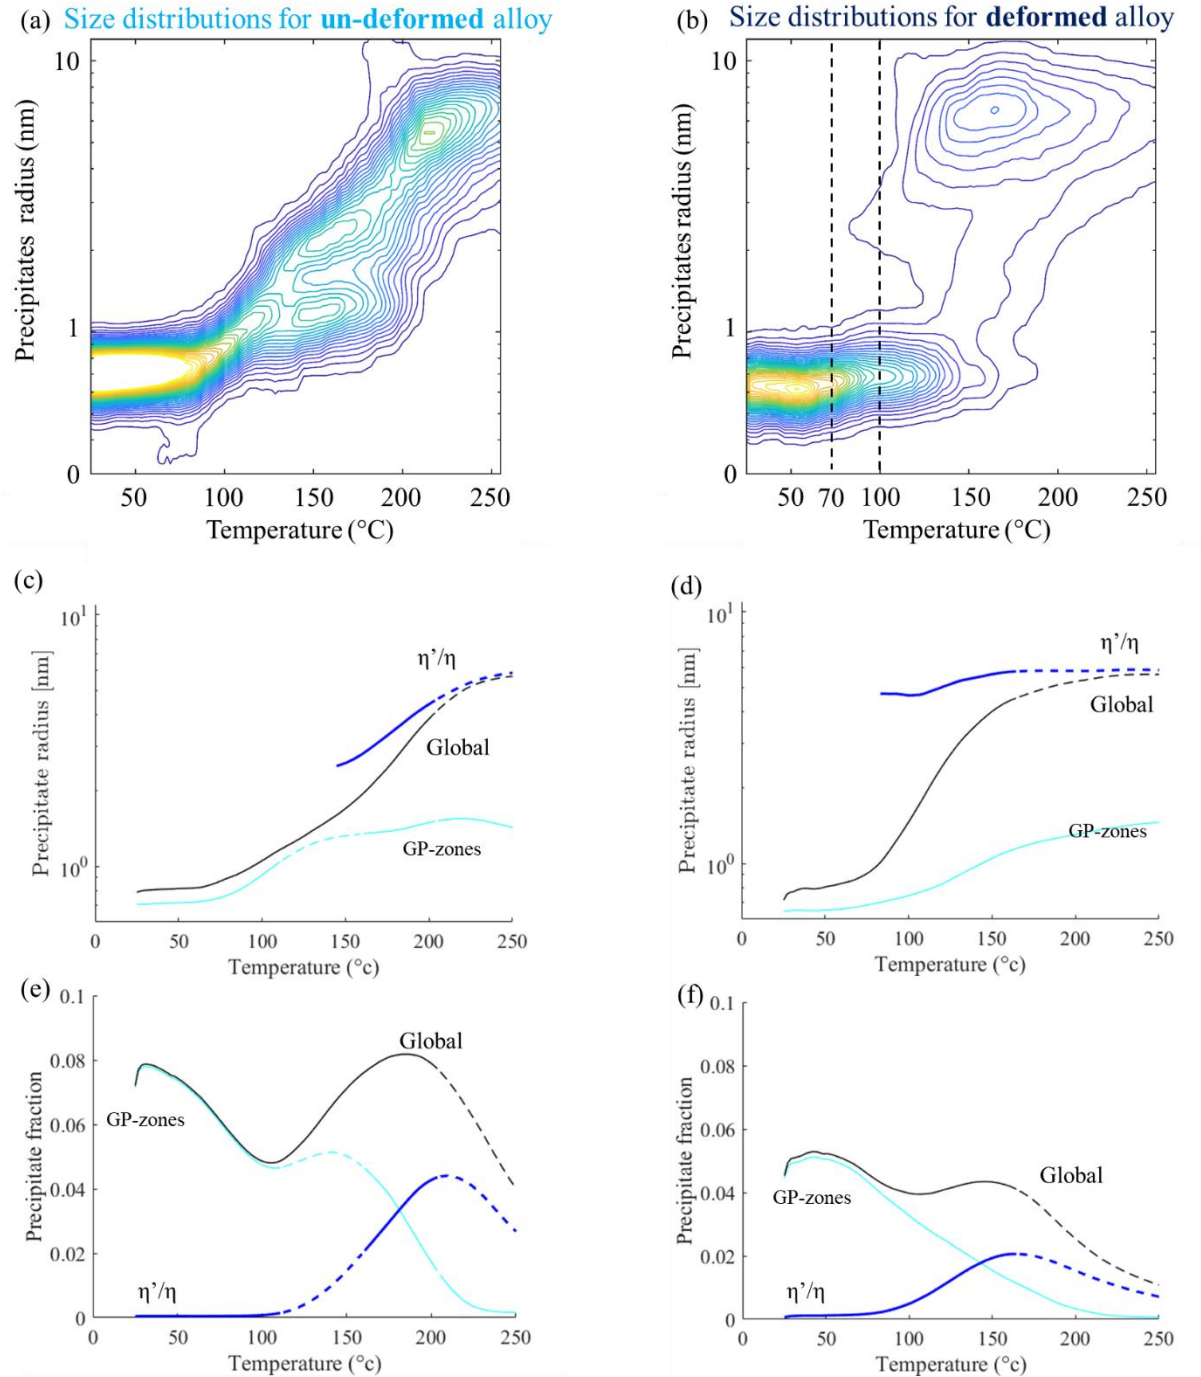 (a) Size distributions for un-deformed alloy
(b) Size distributions for deformed alloy
Precipitates radius (nm)
10
1
0
50 100 150 200 250
Temperature (°C)
Precipitates radius (nm)
10
1
0
50 70 100 150 200 250
Temperature (°C)
(c)
Precipitate radius [nm]
10¹
10⁰
η’/η
Global
GP-zones
0 50 100 150 200 250
Temperature (°c)
(d)
Precipitate radius [nm]
10¹
10⁰
η’/η
Global
GP-zones
0 50 100 150 200 250
Temperature (°c)
(e)
Precipitate fraction
0.1
0.08
0.06
0.04
0.02
0
Global
GP-zones
η’/η
0 50 100 150 200 250
Temperature (°c)
(f)
Precipitate fraction
0.1
0.08
0.06
0.04
0.02
0
Global
GP-zones
η’/η
0 50 100 150 200 250
Temperature (°c)